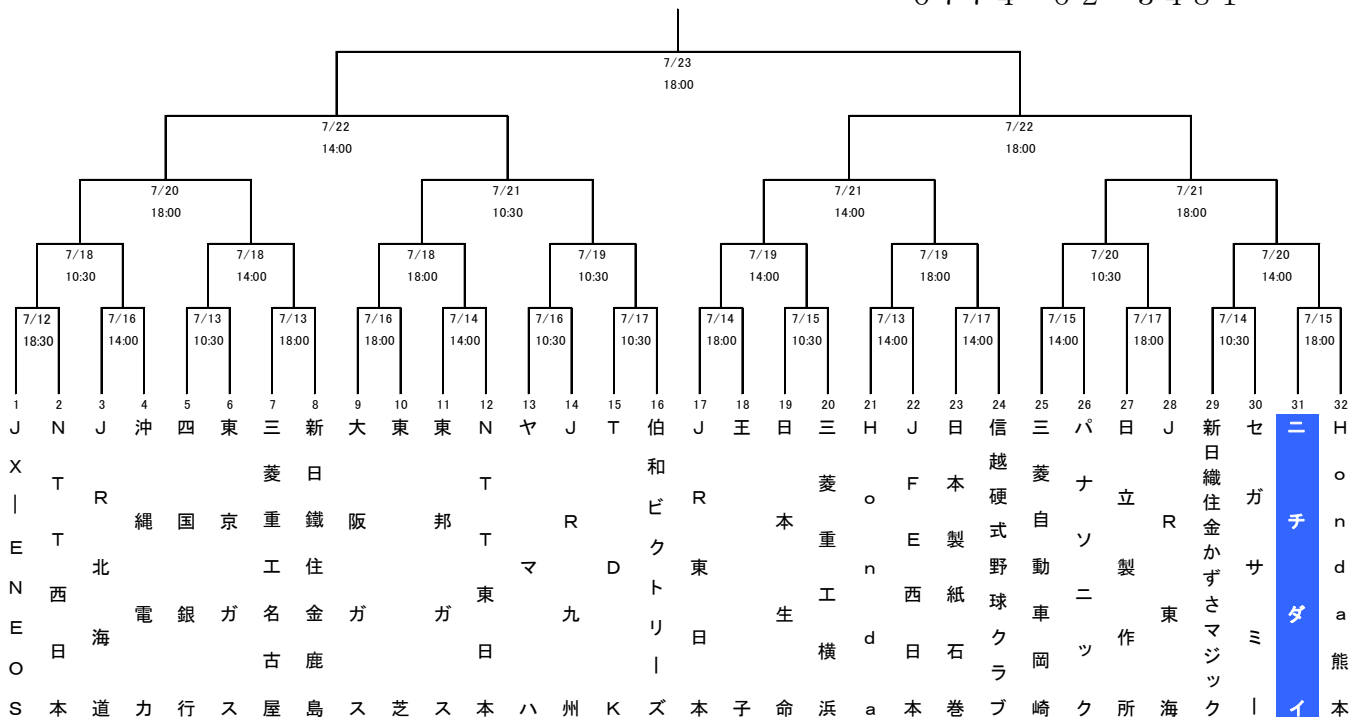 7/23
18:00
7/22
14:00
7/22
18:00
7/20
18:00
7/21
10:30
7/21
14:00
7/21
18:00
7/18
10:30
7/18
14:00
7/18
18:00
7/19
10:30
7/19
14:00
7/19
18:00
7/20
10:30
7/20
14:00
7/12
18:30
7/16
14:00
7/13
10:30
7/13
18:00
7/16
18:00
7/14
14:00
7/16
10:30
7/17
10:30
7/14
18:00
7/15
10:30
7/13
14:00
7/17
14:00
7/15
14:00
7/17
18:00
7/14
10:30
7/15
18:00
1
JX|ENEOS
2
NTT西日本
3
JR北海道
4
沖縄電力
5
四国銀行
6
東京ガス
7
三菱重工名古屋
8
新日鐵住金鹿島
9
大阪ガス
10
東芝
11
東邦ガス
12
NTT東日本
13
ヤマハ
14
JR九州
15
TDK
16
伯和ビクトリーズ
17
JR東日本
18
王子
19
日本生命
20
三菱重工横浜
21
Honda
22
JFE西日本
23
日本製紙石巻
24
信越硬式野球クラブ
25
三菱自動車岡崎
26
パナソニック
27
日立製作所
28
JR東海
29
新日織住金かずさマジック
30
セガサミー
31
ニチダイ
32
Honda熊本